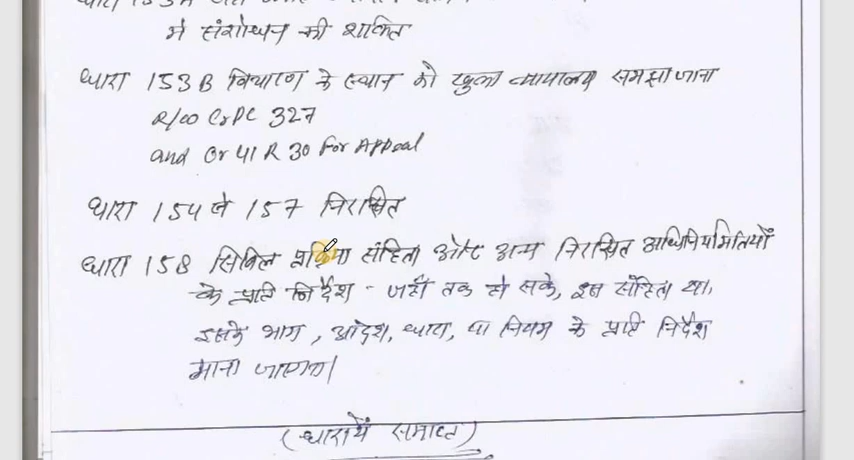 धारा 153A
में संशोधन की शक्ति
धारा 153B विचारण के स्थान को खुला न्यायालय समझा जाना
R/w CrPC 327
and Or 41 R 30 For Appeal
धारा 154 से 157 निरसित
धारा 158 सिविल प्रक्रिया संहिता और अन्य निरसित अधिनियमितियों
के प्रति निर्देश - जहाँ तक हो सके, इस संहिता या,
इसके भाग, आदेश, धारा, या नियम के प्रति निर्देश
माना जाएगा।
(धारायें समाप्त)